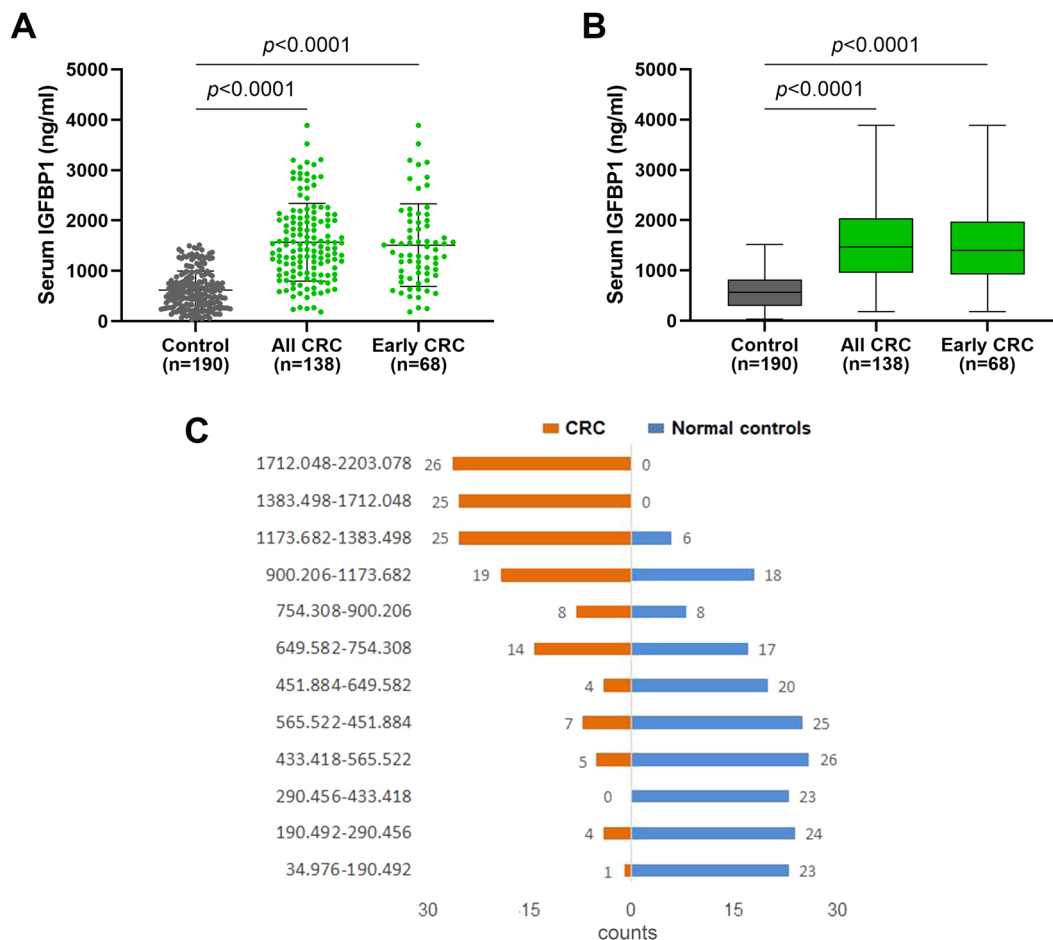 A
p<0.0001
p<0.0001
Serum IGFBP1 (ng/ml)
5000
4000
3000
2000
1000
0
Control
(n=190)
All CRC
(n=138)
Early CRC
(n=68)
B
p<0.0001
p<0.0001
Serum IGFBP1 (ng/ml)
5000
4000
3000
2000
1000
0
Control
(n=190)
All CRC
(n=138)
Early CRC
(n=68)
C
CRC Normal controls
1712.048-2203.078 26 0
1383.498-1712.048 25 0
1173.682-1383.498 25 6
900.206-1173.682 19 18
754.308-900.206 8 8
649.582-754.308 14 17
451.884-649.582 4 20
565.522-451.884 7 25
433.418-565.522 5 26
290.456-433.418 0 23
190.492-290.456 4 24
34.976-190.492 1 23
30 -15 0 15 30
counts